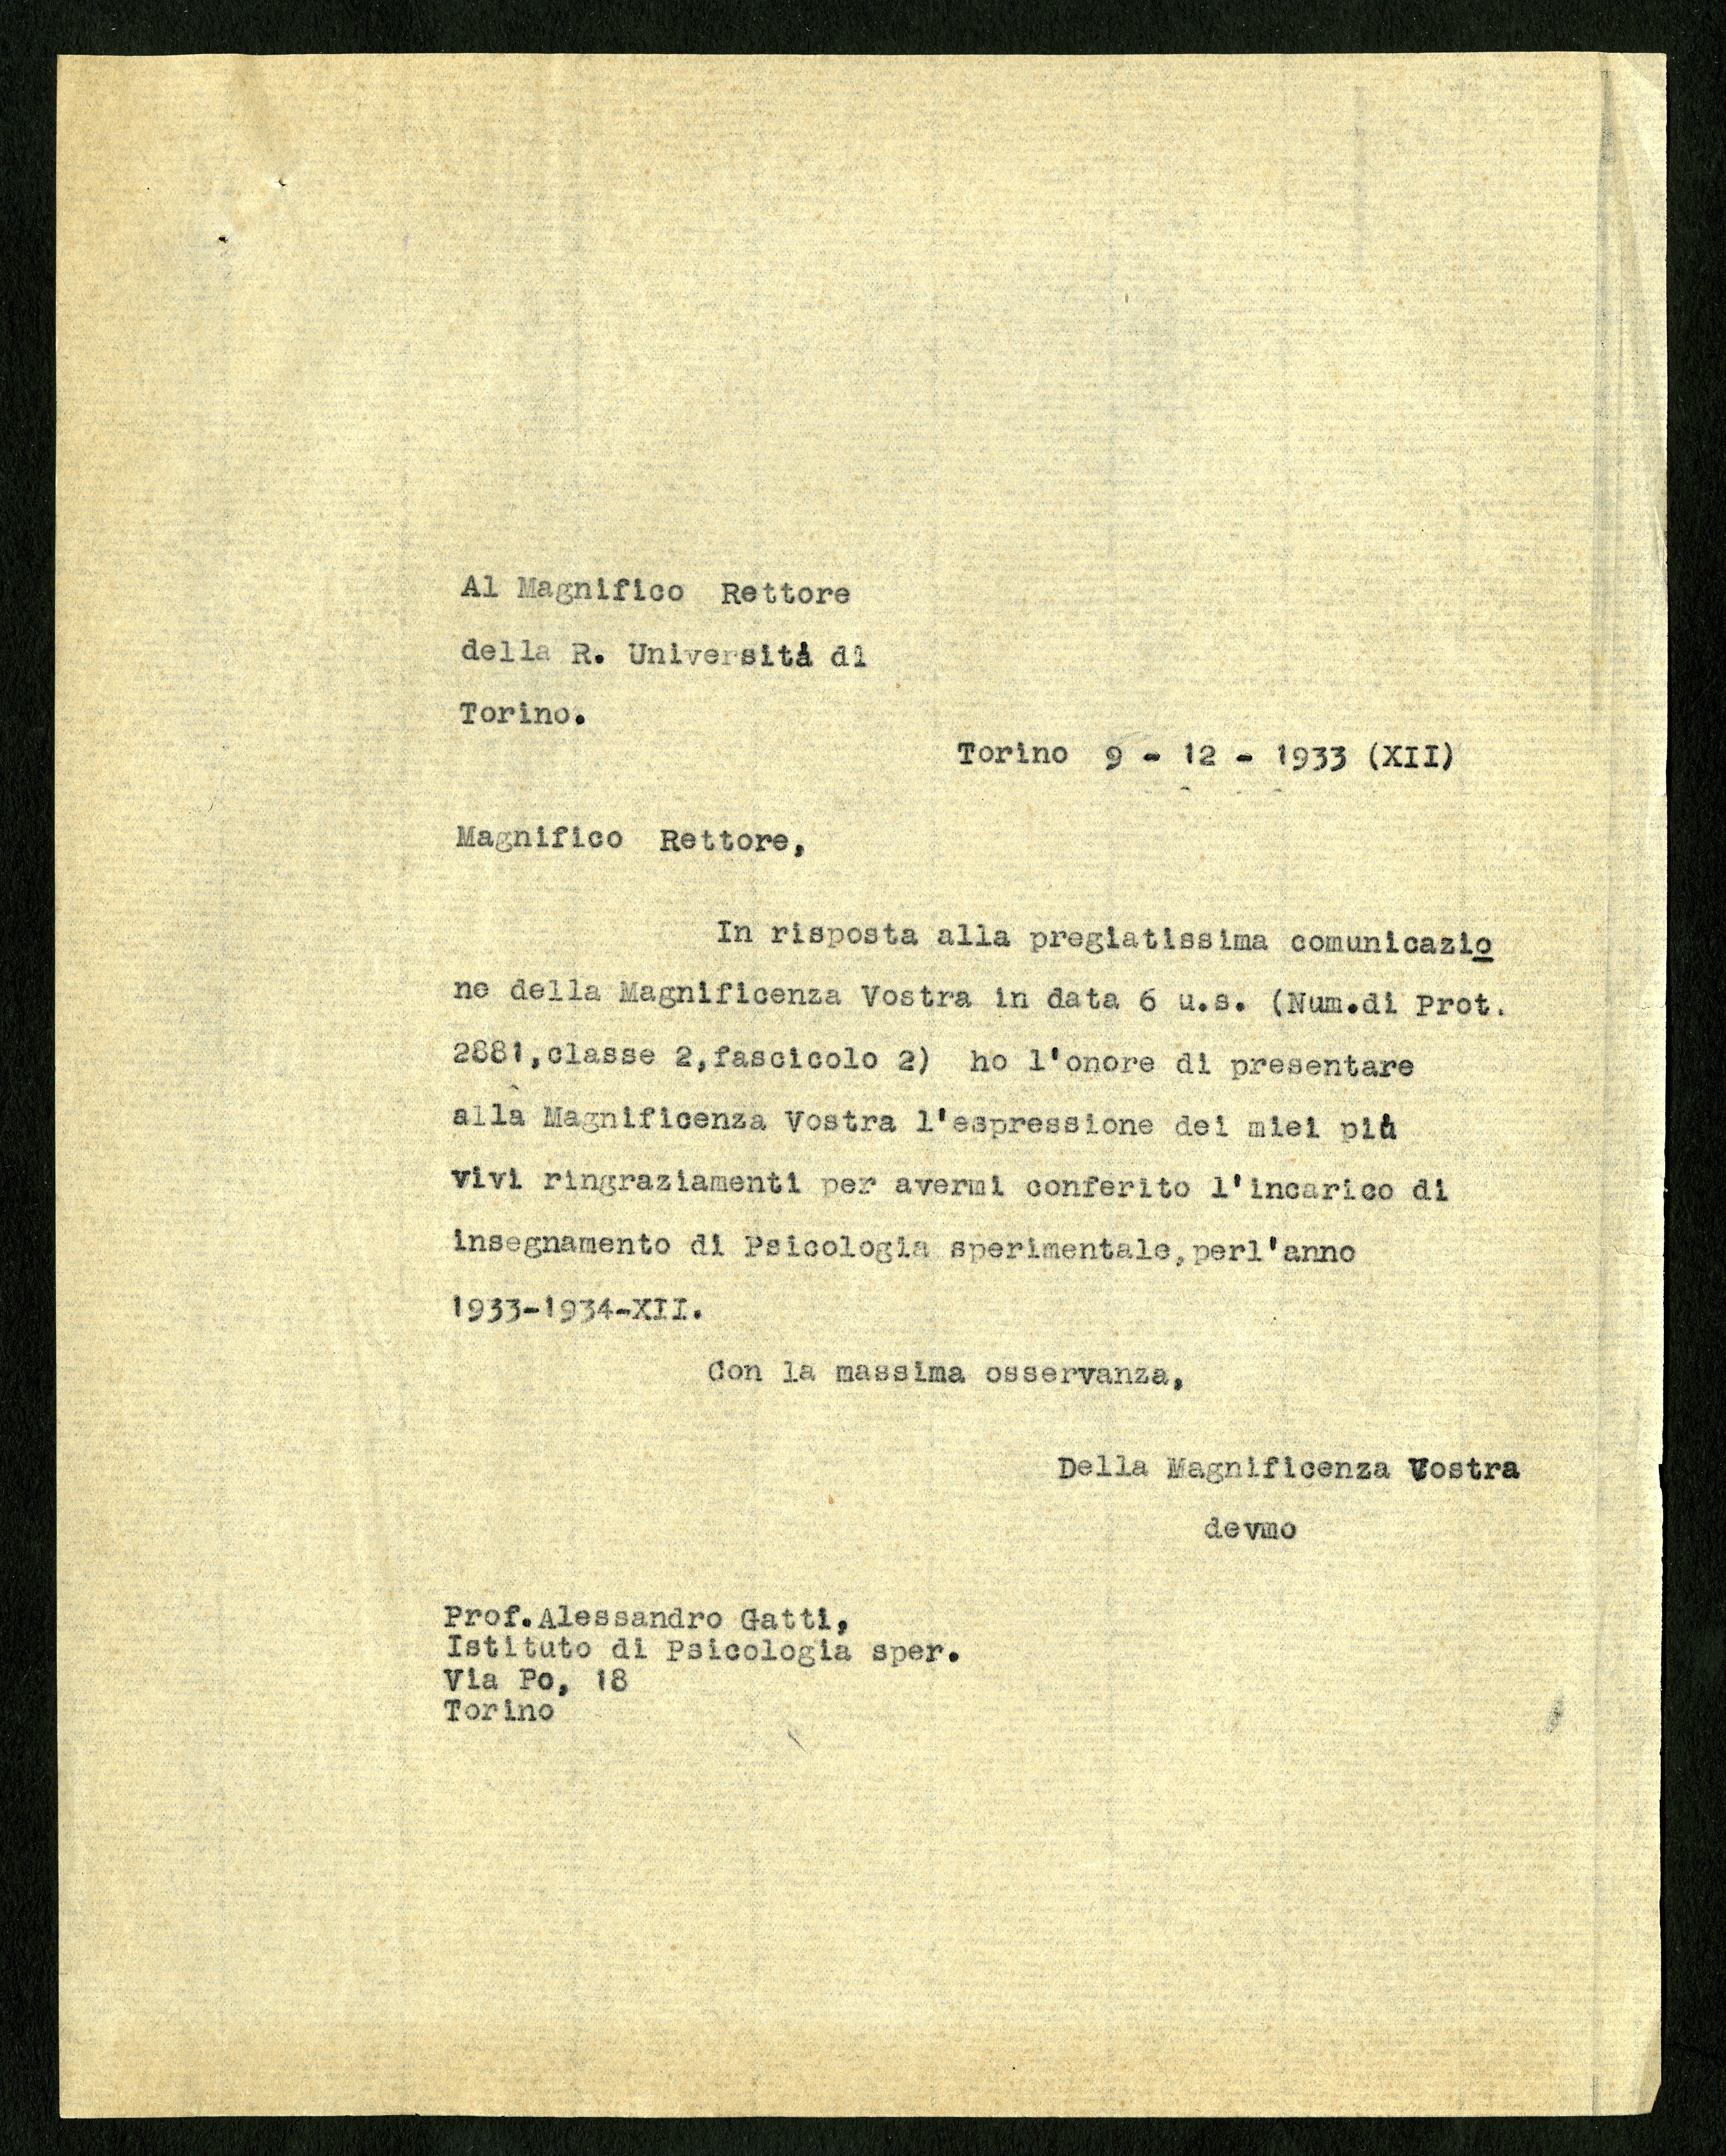 Al Magnifico Rettore
della R. Università di
Torino.
Torino 9 - 12 - 1933 (XII)
Magnifico Rettore,
In risposta alla pregiatissima comunicazio
ne della Magnificenza Vostra in data 6 u.s. (Num.di Prot.
2881,classe 2,fascicolo 2) ho l'onore di presentare
alla Magnificenza Vostra l'espressione dei miei più
vivi ringraziamenti per avermi conferito l'incarico di
insegnamento di Psicologia sperimentale,perl'anno
1933-1934-XII.
Con la massima osservanza,
Della Magnificenza Vostra
devmo
Prof.Alessandro Gatti,
Istituto di Psicologia sper.
Via Po, 18
Torino